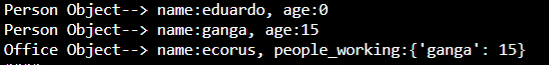 Person Object--> name:eduardo, age:0
Person Object--> name:ganga, age:15
Office Object--> name:ecorus, people_working:{'ganga': 15}